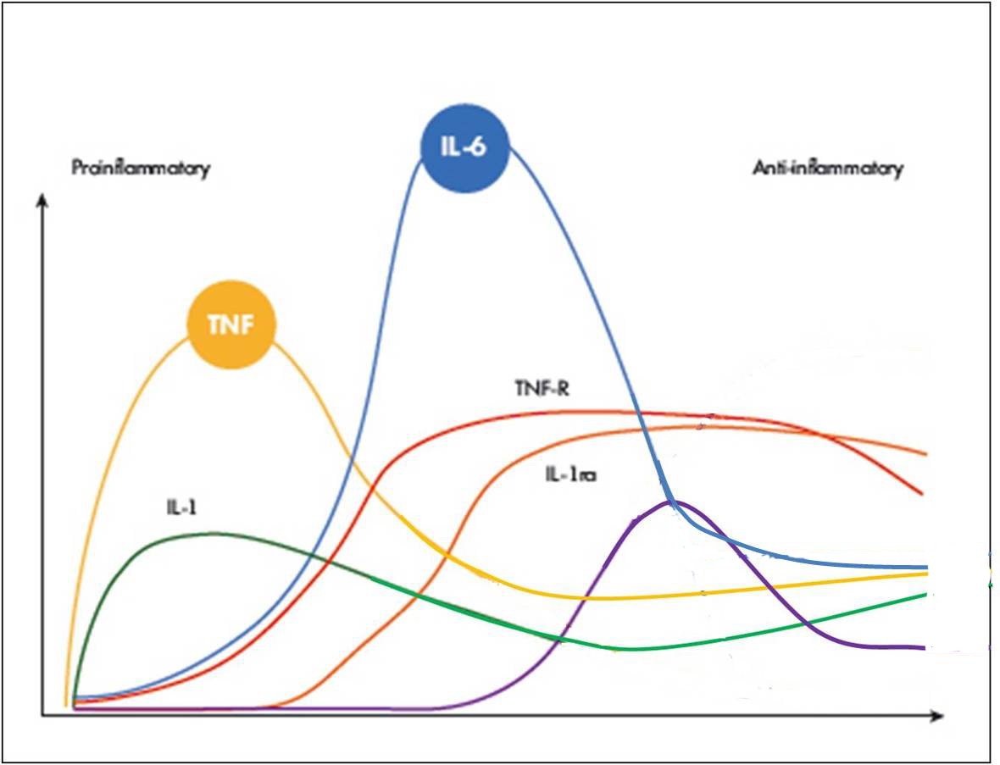 IL-6
Proinflammatory
Anti-inflammatory
TNF
TNF-R
IL-1ra
IL-1